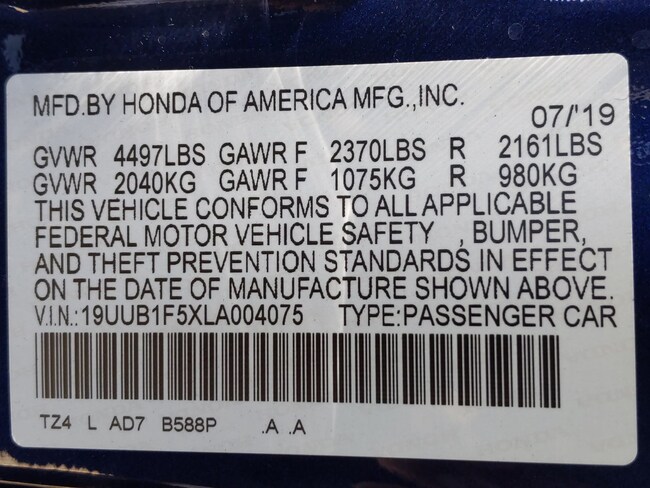 MFD.BY HONDA OF AMERICA MFG.,INC.
07/'19
GVWR 4497LBS GAWR F 2370LBS R 2161LBS
GVWR 2040KG GAWR F 1075KG R 980KG
THIS VEHICLE CONFORMS TO ALL APPLICABLE
FEDERAL MOTOR VEHICLE SAFETY , BUMPER,
AND THEFT PREVENTION STANDARDS IN EFFECT
ON THE DATE OF MANUFACTURE SHOWN ABOVE.
V.I.N.:19UUB1F5XLA004075 TYPE:PASSENGER CAR
TZ4 L AD7 B588P .A .A